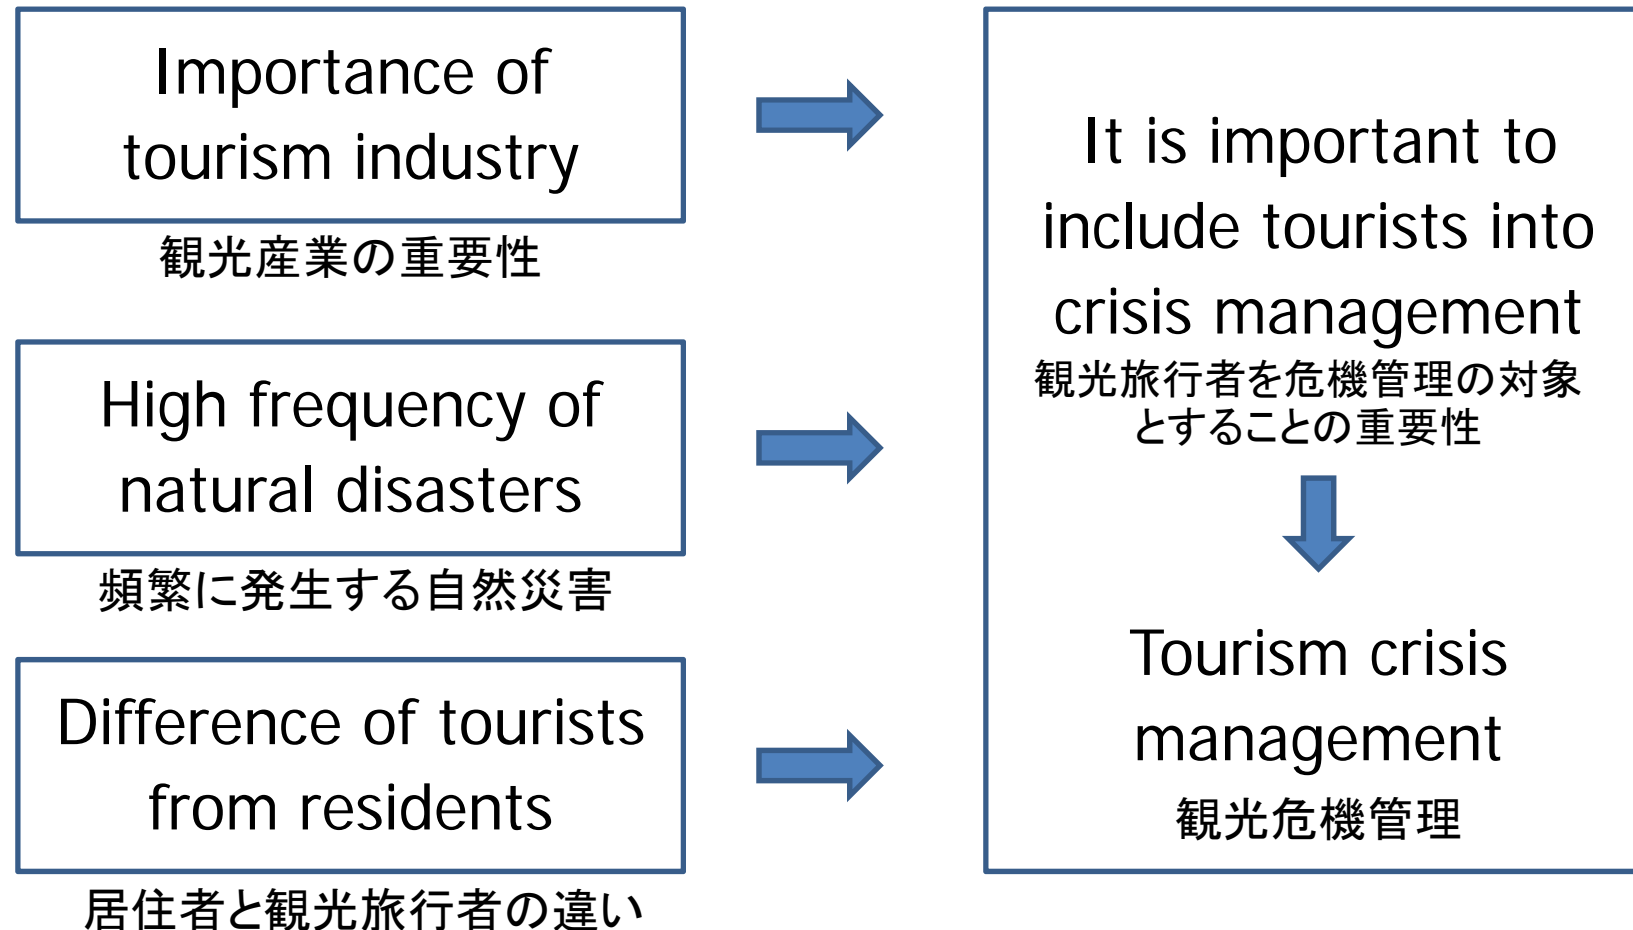 Importance of
tourism industry
観光産業の重要性
High frequency of
natural disasters
頻繁に発生する自然災害
Difference of tourists
from residents
居住者と観光旅行者の違い
It is important to
include tourists into
crisis management
観光旅行者を危機管理の対象
とすることの重要性
Tourism crisis
management
観光危機管理